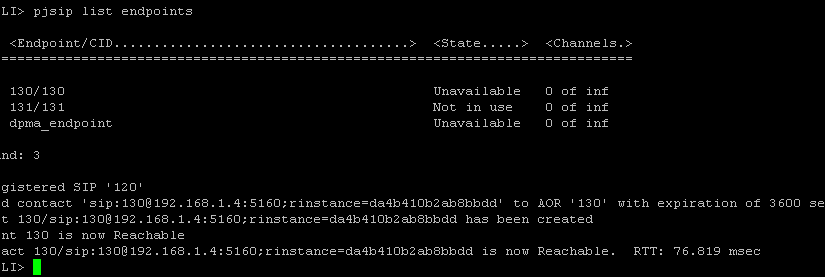 LI> pjsip list endpoints
<Endpoint/CID.....................................> <State.....> <Channels.>
===============================================================================
130/130 Unavailable 0 of inf
131/131 Not in use 0 of inf
dpma_endpoint Unavailable 0 of inf
nd: 3
gistered SIP '120'
d contact 'sip:130@192.168.1.4:5160;rinstance=da4b410b2ab8bbdd' to AOR '130' with expiration of 3600 se
t 130/sip:130@192.168.1.4:5160;rinstance=da4b410b2ab8bbdd has been created
nt 130 is now Reachable
act 130/sip:130@192.168.1.4:5160;rinstance=da4b410b2ab8bbdd is now Reachable. RTT: 76.819 msec
LI>